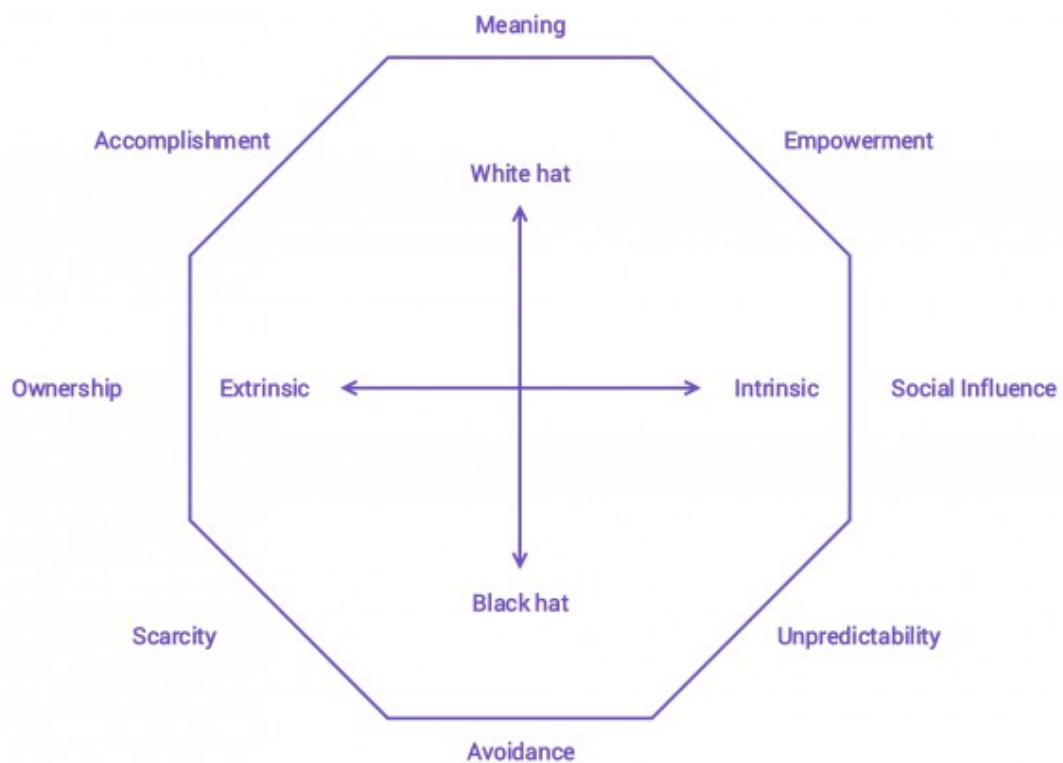 Meaning
Accomplishment
Empowerment
White hat
Ownership
Extrinsic
Intrinsic
Social Influence
Black hat
Scarcity
Unpredictability
Avoidance